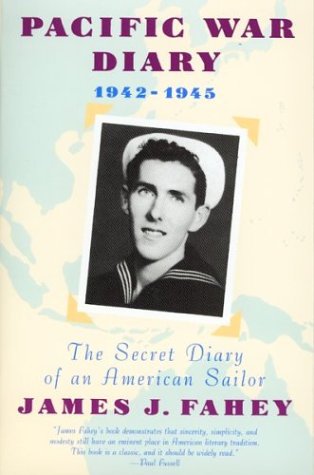 PACIFIC WAR
DIARY
1942-1945
The Secret Diary
of an American Sailor
JAMES J. FAHEY
"James Fahey's book demonstrates that sincerity, simplicity, and
modesty still have an eminent place in American literary tradition.
This book is a classic, and it should be widely read."
—Paul Fussell